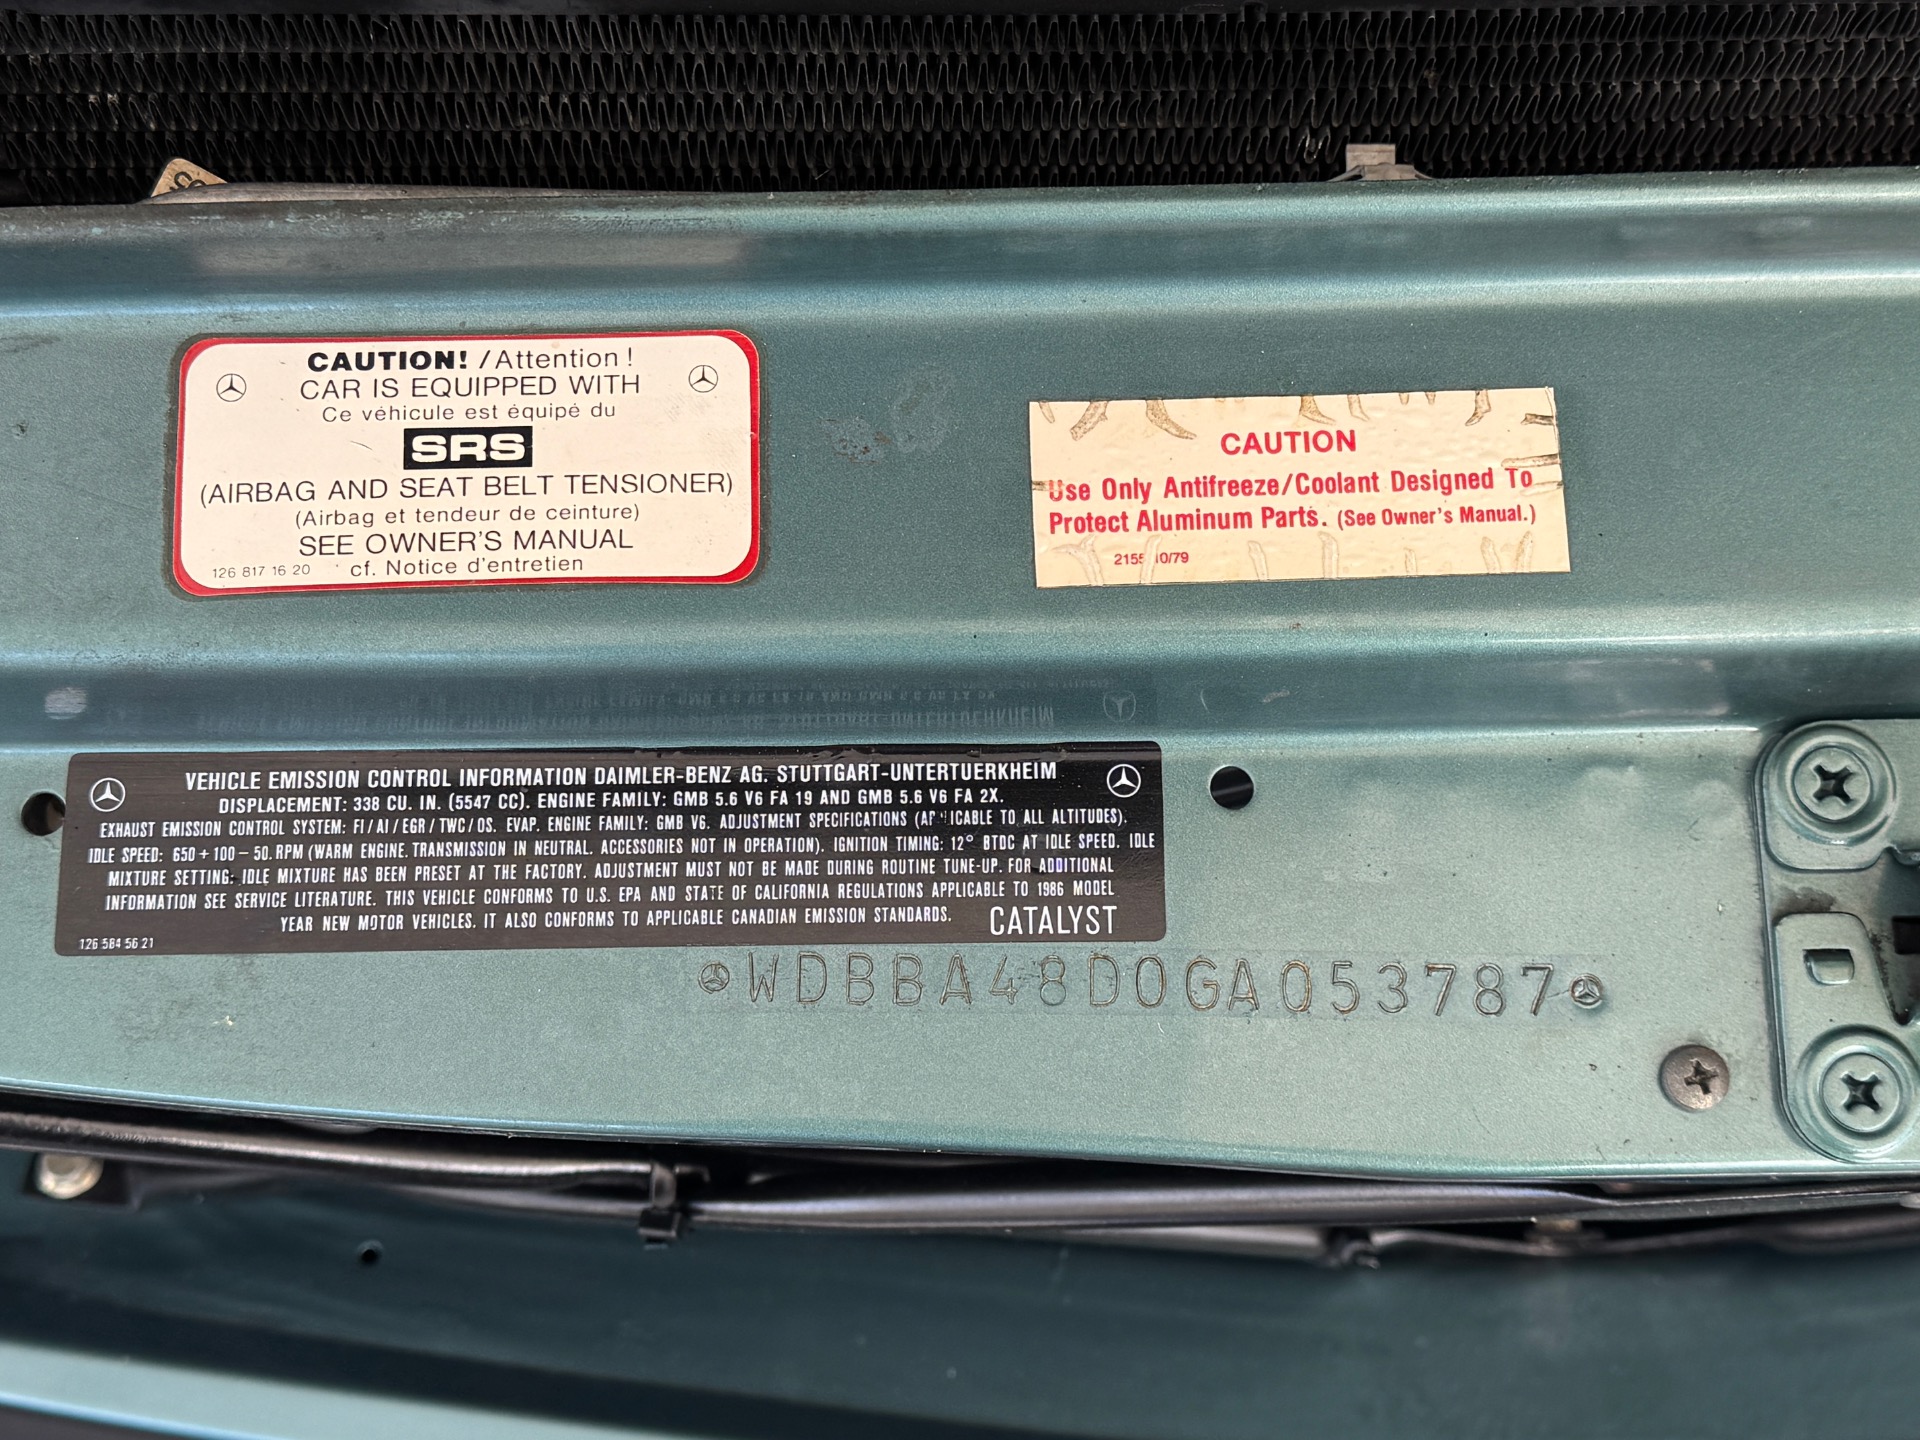 CAUTION! /Attention!
CAR IS EQUIPPED WITH
Ce véhicule est équipé du
SRS
(AIRBAG AND SEAT BELT TENSIONER)
(Airbag et tendeur de ceinture)
SEE OWNER'S MANUAL
126 817 16 20 cf. Notice d'entretien
CAUTION
Use Only Antifreeze/Coolant Designed To
Protect Aluminum Parts. (See Owner's Manual.)
VEHICLE EMISSION CONTROL INFORMATION DAIMLER-BENZ AG. STUTTGART-UNTERTUERKHEIM
DISPLACEMENT: 338 CU. IN. (5547 CC). ENGINE FAMILY: GMB 5.6 V6 FA 19 AND GMB 5.6 V6 FA 2X.
EXHAUST EMISSION CONTROL SYSTEM: FI/AI/EGR/TWC/OS. EVAP. ENGINE FAMILY: GMB V6. ADJUSTMENT SPECIFICATIONS TO ALL ALTITUDES).
IDLE SPEED: 650 + 100 – 50. RPM (WARM ENGINE. TRANSMISSION IN NEUTRAL. ACCESSORIES NOT IN OPERATION). IGNITION TIMING: 12° BTDC AT IDLE SPEED. IDLE
MIXTURE SETTING: IDLE MIXTURE HAS BEEN PRESET AT THE FACTORY. ADJUSTMENT MUST NOT BE MADE DURING ROUTINE TUNE-UP. FOR ADDITIONAL
INFORMATION SEE SERVICE LITERATURE. THIS VEHICLE CONFORMS TO U.S. EPA AND STATE OF CALIFORNIA REGULATIONS APPLICABLE TO 1986 MODEL
YEAR NEW MOTOR VEHICLES. IT ALSO CONFORMS TO APPLICABLE CANADIAN EMISSION STANDARDS. CATALYST
126 584 56 21
WDBBA48D0GA053787